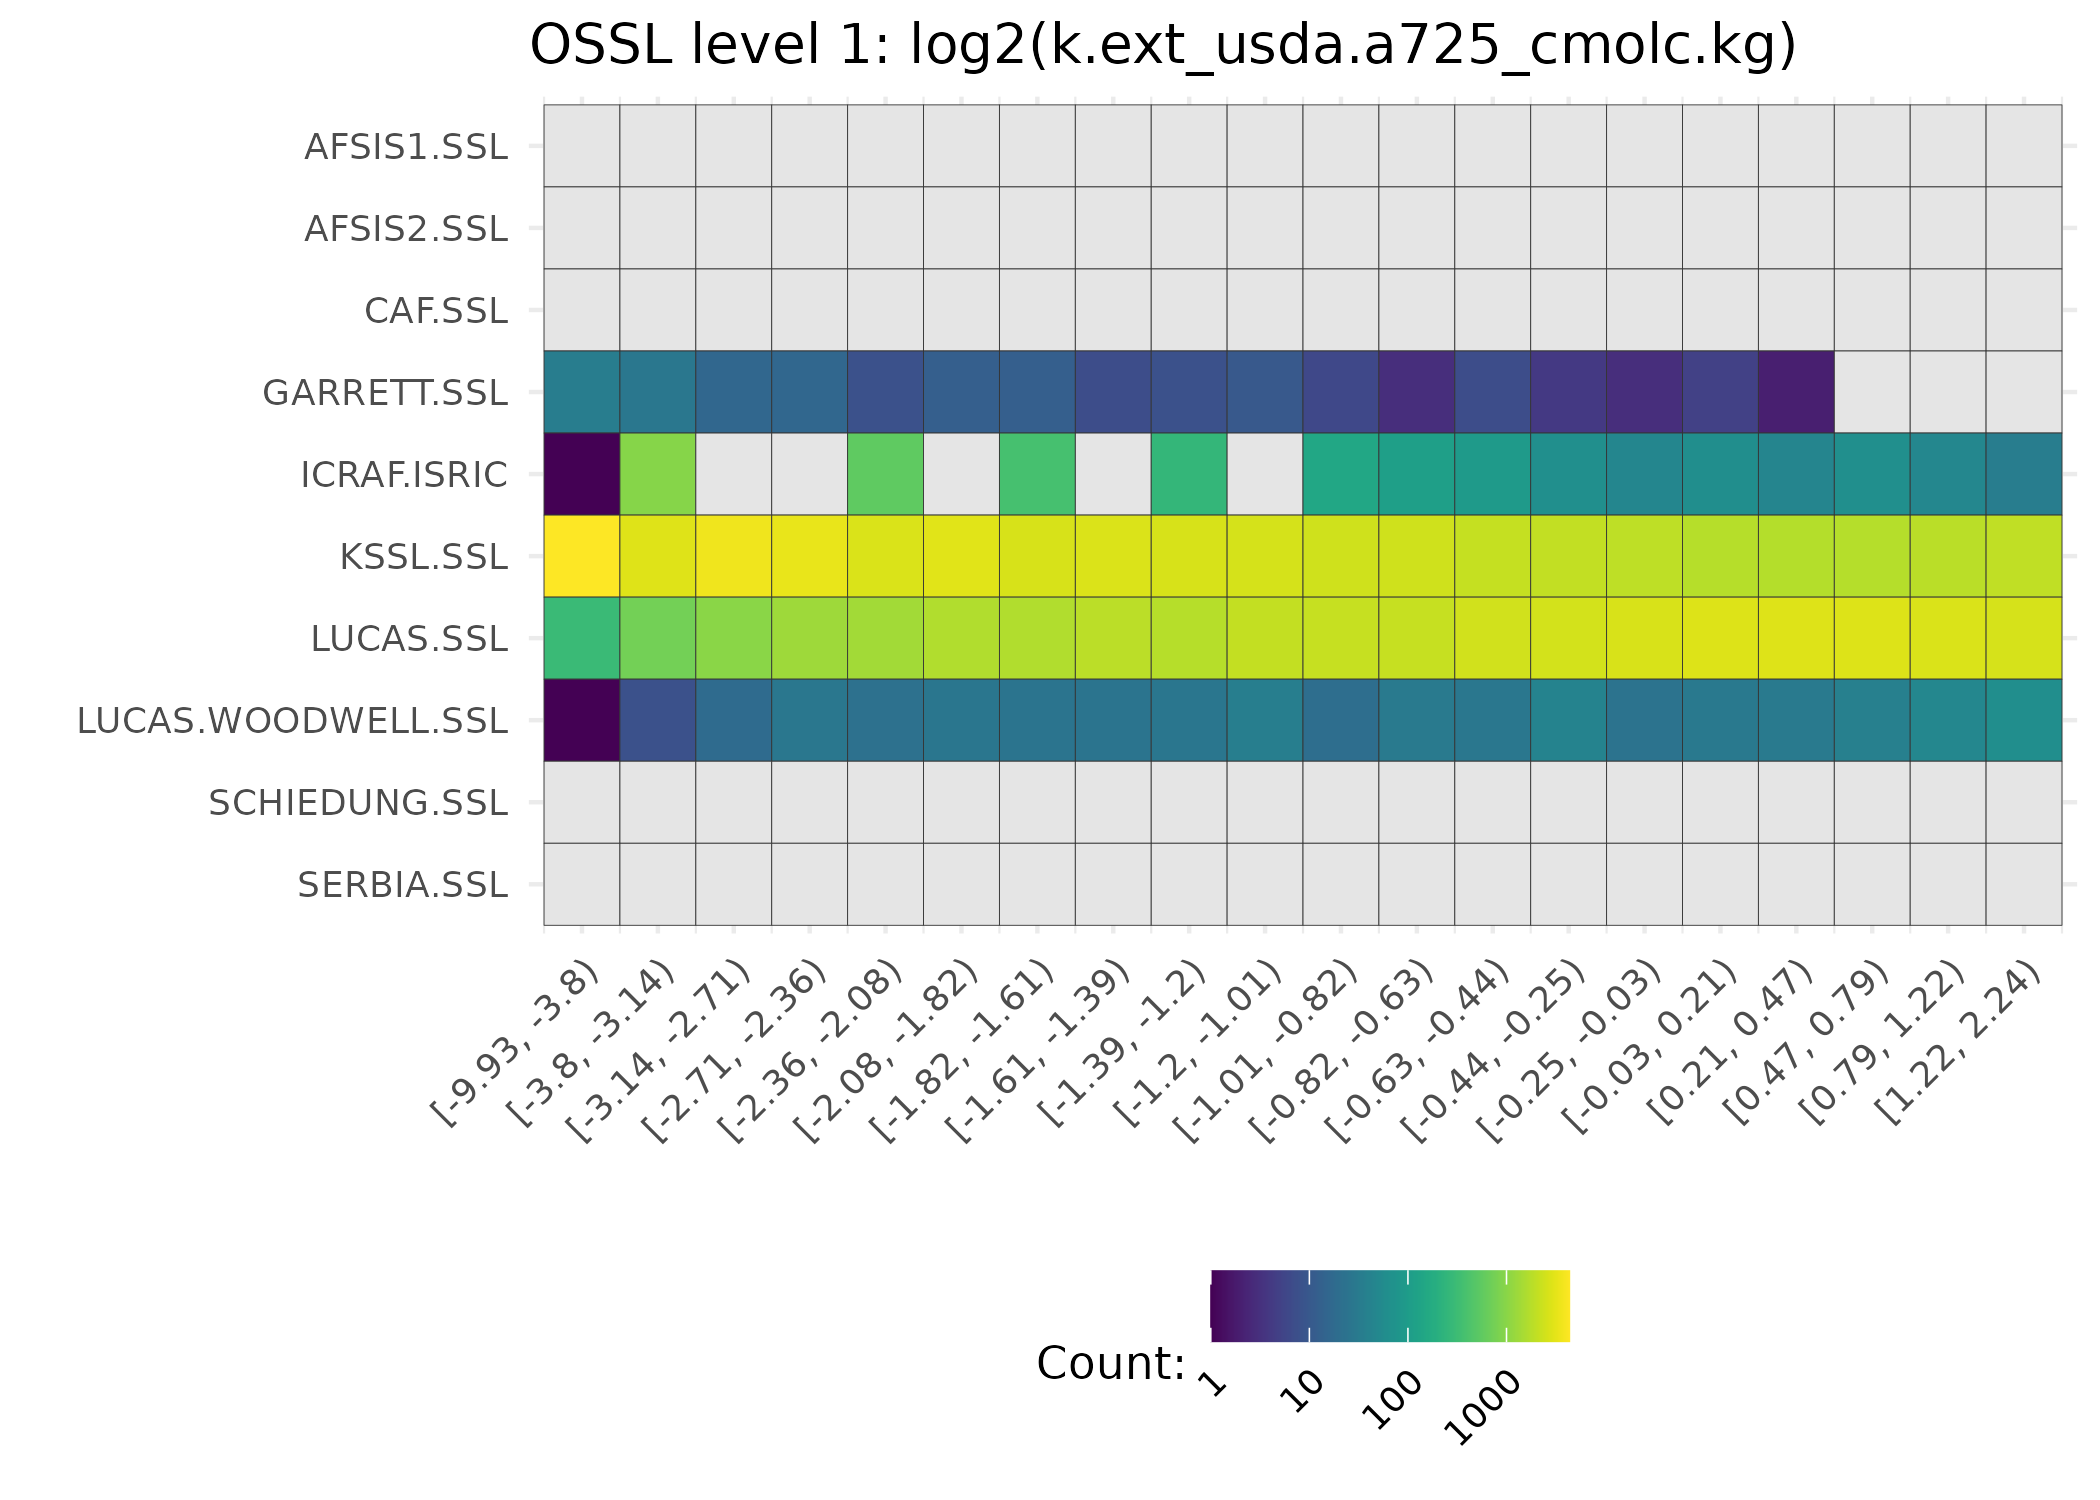 OSSL level 1: log2(k.ext_usda.a725_cmolc.kg)
AFSIS1.SSL
AFSIS2.SSL
CAF.SSL
GARRETT.SSL
ICRAF.ISRIC
KSSL.SSL
LUCAS.SSL
LUCAS.WOODWELL.SSL
SCHIEDUNG.SSL
SERBIA.SSL
[-9.93, -3.8)
[-3.8, -3.14)
[-3.14, -2.71)
[-2.71, -2.36)
[-2.36, -2.08)
[-2.08, -1.82)
[-1.82, -1.61)
[-1.61, -1.39)
[-1.39, -1.2)
[-1.2, -1.01)
[-1.01, -0.82)
[-0.82, -0.63)
[-0.63, -0.44)
[-0.44, -0.25)
[-0.25, -0.03)
[-0.03, 0.21)
[0.21, 0.47)
[0.47, 0.79)
[0.79, 1.22)
[1.22, 2.24)
Count:
1
10
100
1000